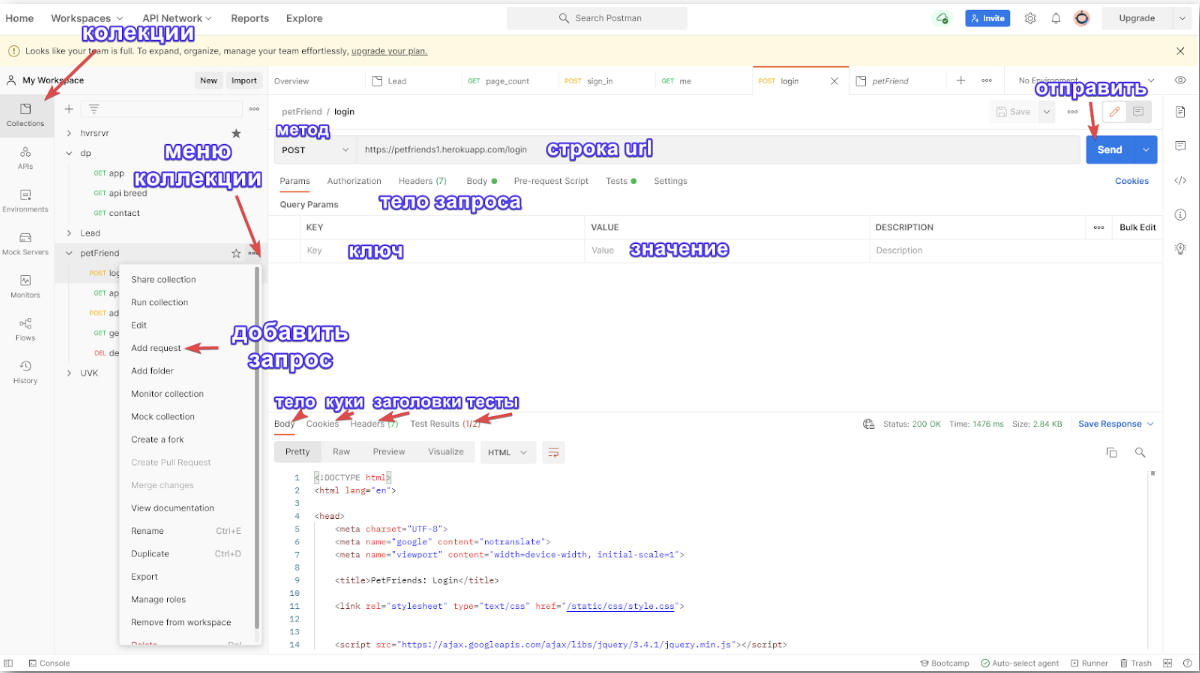 Home Workspaces API Network Reports Explore Search Postman Invite Upgrade
колекции
Looks like your team is full. To expand, organize, manage your team effortlessly, upgrade your plan.
My Workspace New Import Overview Lead GET page_count POST sign_in GET me POST login petFriend No Environment
отправить
Collections
petFriend / login Save
hvrsrvr
метод
меню
коллекции
POST https://petfriends1.herokuapp.com/login строка url Send
dp
APIs
GET app
GET api breed
GET contact
Params Authorization Headers (7) Body Pre-request Script Tests Settings Cookies
тело запроса
Environments
Query Params
KEY VALUE DESCRIPTION Bulk Edit
Lead
Mock Servers
petFriend
Key ключ Value значение Description
POST log
GET ap
POST ad
GET ge
DEL de
UVK
Monitors
Flows
History
Share collection
Run collection
Edit
Add request
добавить
запрос
Add folder
Monitor collection
Mock collection
Create a fork
Create Pull Request
Merge changes
View documentation
Rename Ctrl+E
Duplicate Ctrl+D
Export
Manage roles
Remove from workspace
Delete Del
тело куки заголовки тесты
Body Cookies Headers (7) Test Results (1/2) Status: 200 OK Time: 1476 ms Size: 2.84 KB Save Response
Pretty Raw Preview Visualize HTML
1 <!DOCTYPE html>
2 <html lang="en">
3
4 <head>
5 <meta charset="UTF-8">
6 <meta name="google" content="notranslate">
7 <meta name="viewport" content="width=device-width, initial-scale=1">
8
9 <title>PetFriends: Login</title>
10
11 <link rel="stylesheet" type="text/css" href="/static/css/style.css">
12
13
14 <script src="https://ajax.googleapis.com/ajax/libs/jquery/3.4.1/jquery.min.js"></script>
Console Bootcamp Auto-select agent Runner Trash